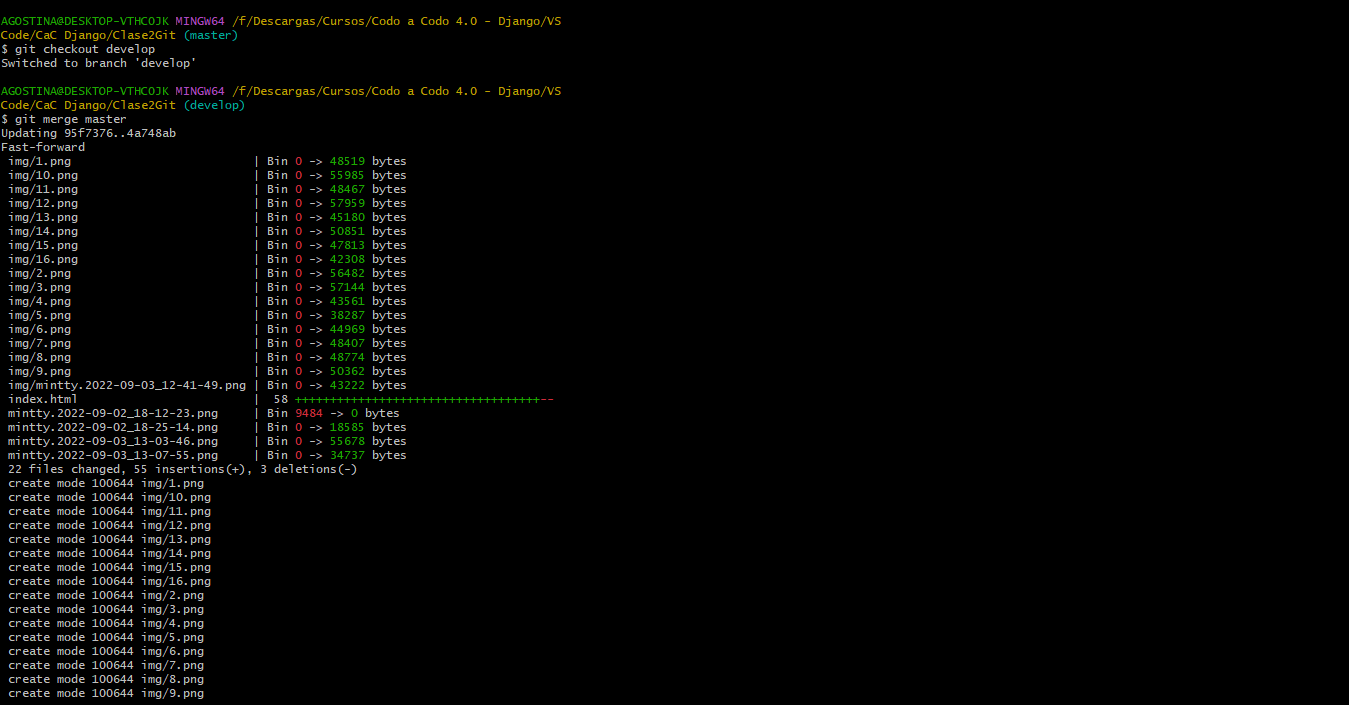 AGOSTINA@DESKTOP-VTHCOJK MINGW64 /f/Descargas/Cursos/Codo a Codo 4.0 - Django/VS
Code/CaC Django/Clase2Git (master)
$ git checkout develop
Switched to branch 'develop'
AGOSTINA@DESKTOP-VTHCOJK MINGW64 /f/Descargas/Cursos/Codo a Codo 4.0 - Django/VS
Code/CaC Django/Clase2Git (develop)
$ git merge master
Updating 95f7376..4a748ab
Fast-forward
 img/1.png                          | Bin 0 -> 48519 bytes
 img/10.png                         | Bin 0 -> 55985 bytes
 img/11.png                         | Bin 0 -> 48467 bytes
 img/12.png                         | Bin 0 -> 57959 bytes
 img/13.png                         | Bin 0 -> 45180 bytes
 img/14.png                         | Bin 0 -> 50851 bytes
 img/15.png                         | Bin 0 -> 47813 bytes
 img/16.png                         | Bin 0 -> 42308 bytes
 img/2.png                          | Bin 0 -> 56482 bytes
 img/3.png                          | Bin 0 -> 57144 bytes
 img/4.png                          | Bin 0 -> 43561 bytes
 img/5.png                          | Bin 0 -> 38287 bytes
 img/6.png                          | Bin 0 -> 44969 bytes
 img/7.png                          | Bin 0 -> 48407 bytes
 img/8.png                          | Bin 0 -> 48774 bytes
 img/9.png                          | Bin 0 -> 50362 bytes
 img/mintty.2022-09-03_12-41-49.png | Bin 0 -> 43222 bytes
 index.html                         |  58 +++++++++++++++++++++++++++++++++++--
 mintty.2022-09-02_18-12-23.png     | Bin 9484 -> 0 bytes
 mintty.2022-09-02_18-25-14.png     | Bin 0 -> 18585 bytes
 mintty.2022-09-03_13-03-46.png     | Bin 0 -> 55678 bytes
 mintty.2022-09-03_13-07-55.png     | Bin 0 -> 34737 bytes
 22 files changed, 55 insertions(+), 3 deletions(-)
 create mode 100644 img/1.png
 create mode 100644 img/10.png
 create mode 100644 img/11.png
 create mode 100644 img/12.png
 create mode 100644 img/13.png
 create mode 100644 img/14.png
 create mode 100644 img/15.png
 create mode 100644 img/16.png
 create mode 100644 img/2.png
 create mode 100644 img/3.png
 create mode 100644 img/4.png
 create mode 100644 img/5.png
 create mode 100644 img/6.png
 create mode 100644 img/7.png
 create mode 100644 img/8.png
 create mode 100644 img/9.png